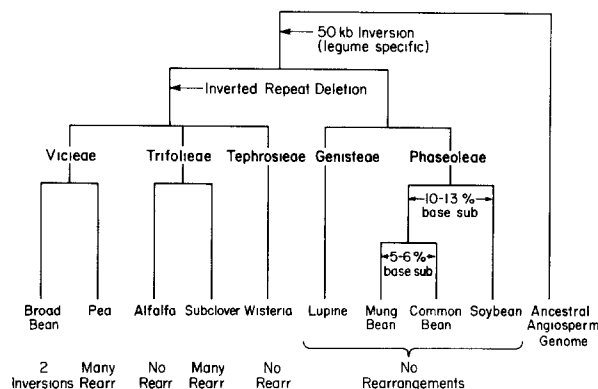 50 kb Inversion
(legume specific)
Inverted Repeat Deletion
Vicieae Trifolieae Tephrosieae Genisteae Phaseoleae
10-13 %
base sub
5-6 %
base sub
Broad Bean Pea Alfalfa Subclover Wisteria Lupine Mung Bean Common Bean Soybean Ancestral Angiosperm Genome
2 Inversions Many Rearr No Rearr Many Rearr No Rearr No Rearrangements